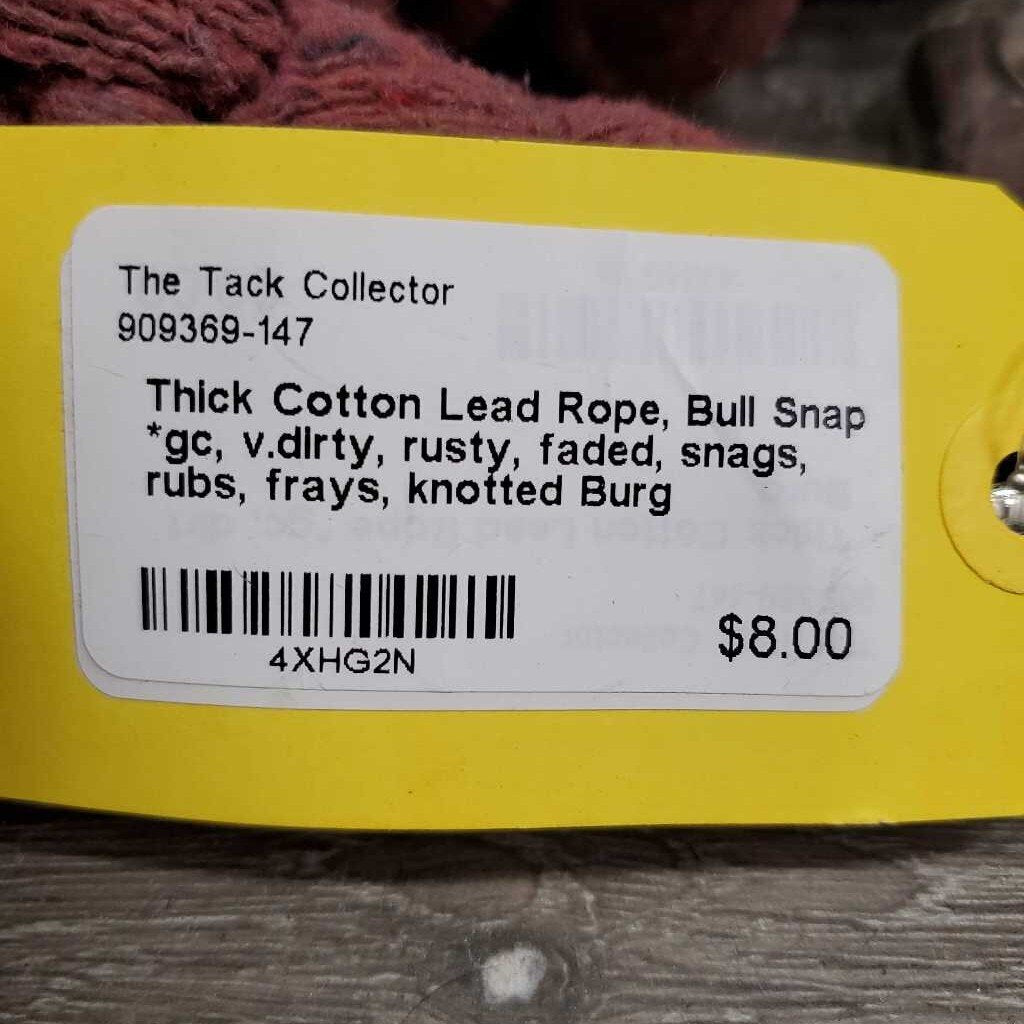 The Tack Collector
909369-147
Thick Cotton Lead Rope, Bull Snap
*gc, v.dirty, rusty, faded, snags,
rubs, frays, knotted Burg
4XHG2N
$8.00